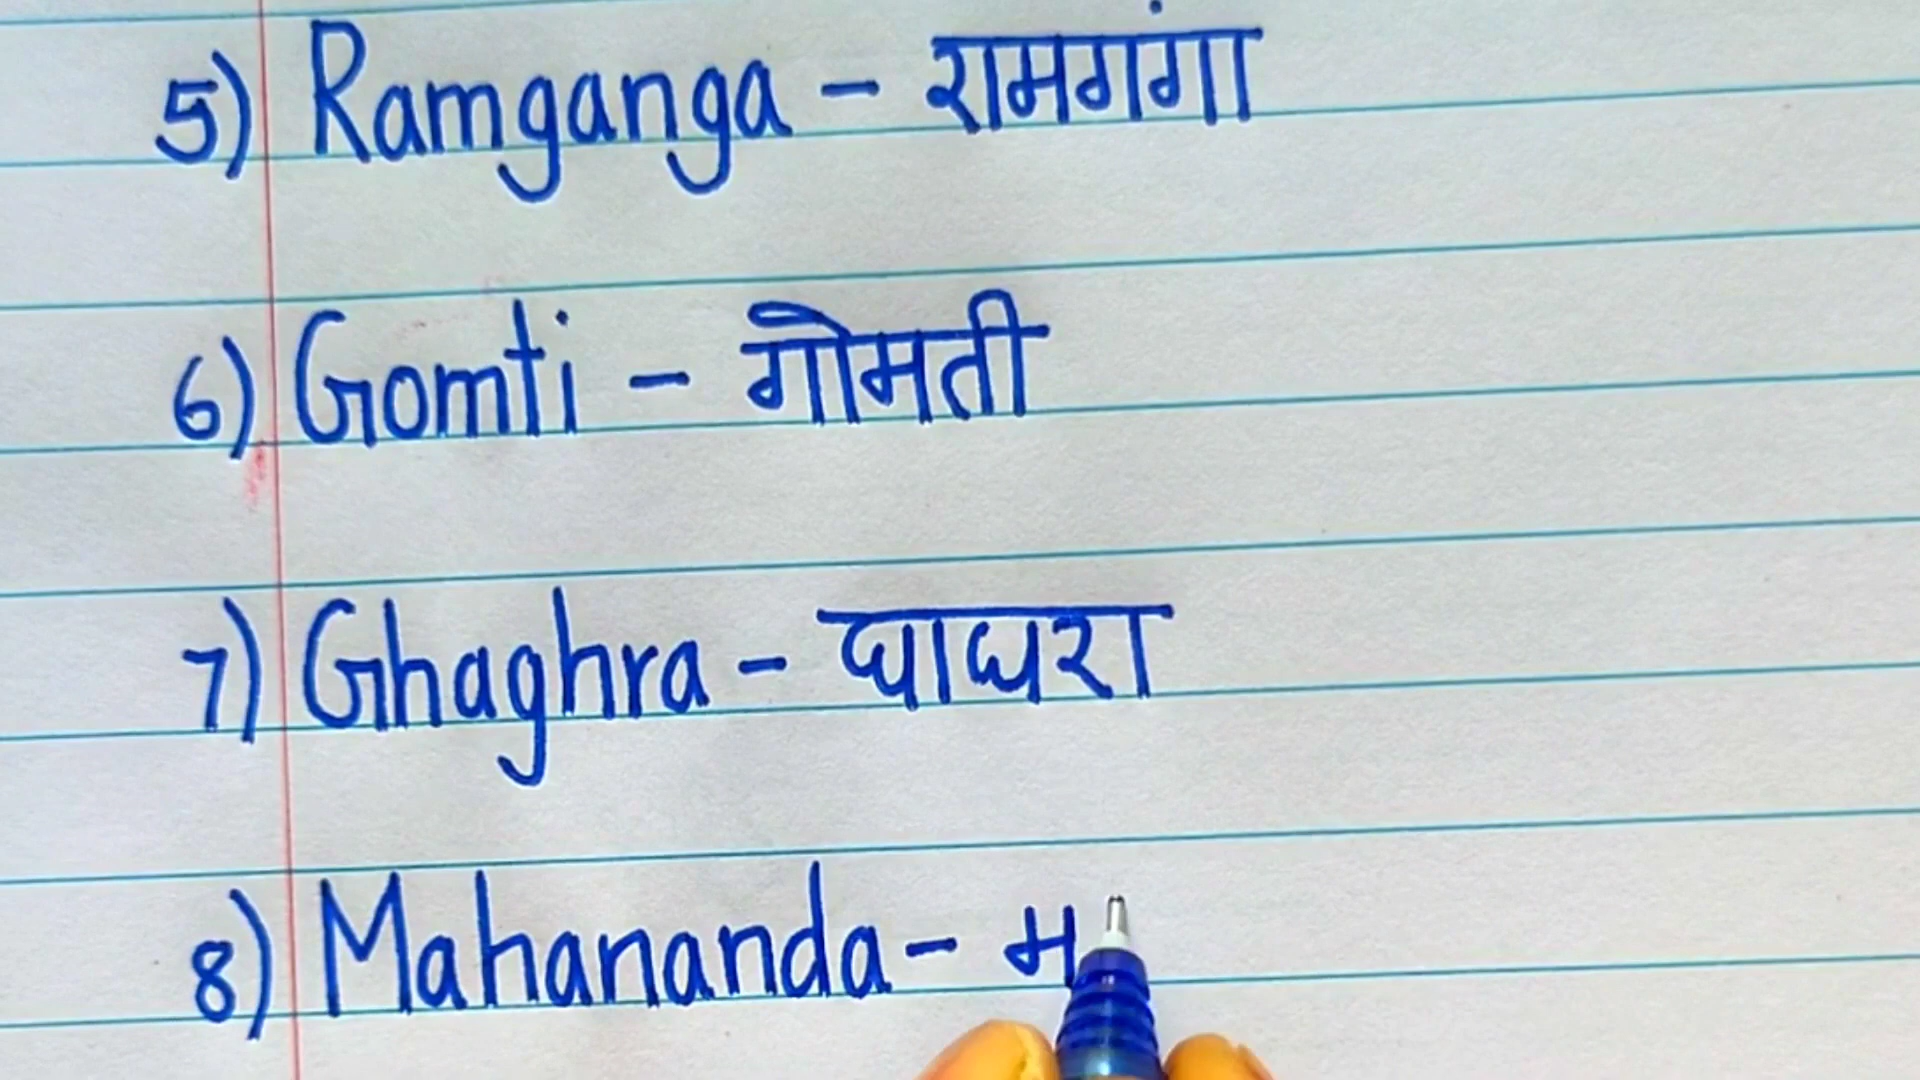 5) Ramganga - रामगंगा
6) Gomti - गोमती
7) Ghaghra - घाघरा
8) Mahananda - म